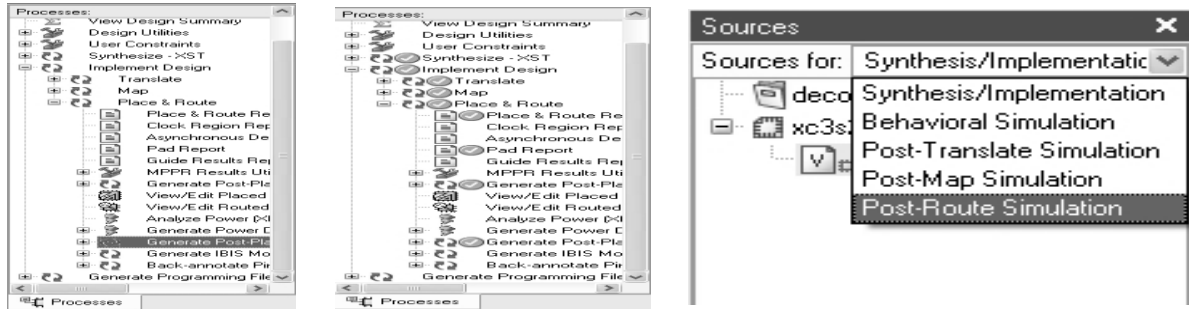 Processes:
View Design Summary
Design Utilities
User Constraints
Synthesize - XST
Implement Design
Translate
Map
Place & Route
Place & Route Re
Clock Region Rep
Asynchronous De
Pad Report
Guide Results Rep
MPPR Results Uti
Generate Post-Pla
View/Edit Placed
View/Edit Routed
Analyze Power (XI
Generate Power D
Generate Post-Pla
Generate IBIS Mo
Back-annotate Pin
Generate Programming File
Processes
Processes:
View Design Summary
Design Utilities
User Constraints
Synthesize - XST
Implement Design
Translate
Map
Place & Route
Place & Route Re
Clock Region Rep
Asynchronous De
Pad Report
Guide Results Rep
MPPR Results Uti
Generate Post-Pla
View/Edit Placed
View/Edit Routed
Analyze Power (XI
Generate Power D
Generate Post-Pla
Generate IBIS Mo
Back-annotate Pin
Generate Programming File
Processes
Sources
Sources for: Synthesis/Implementatic
deco Synthesis/Implementation
Behavioral Simulation
Post-Translate Simulation
Post-Map Simulation
Post-Route Simulation